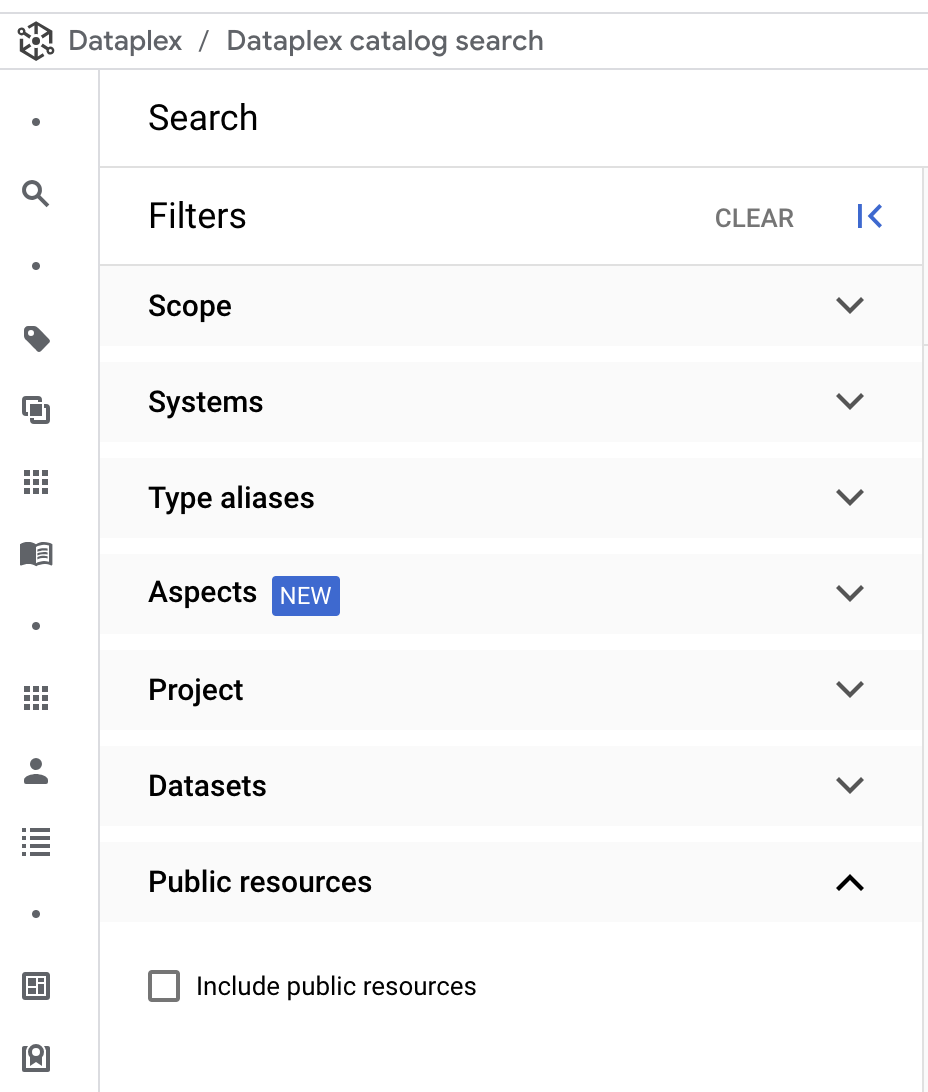 Dataplex / Dataplex catalog search
Search
Filters CLEAR
Scope
Systems
Type aliases
Aspects NEW
Project
Datasets
Public resources
Include public resources